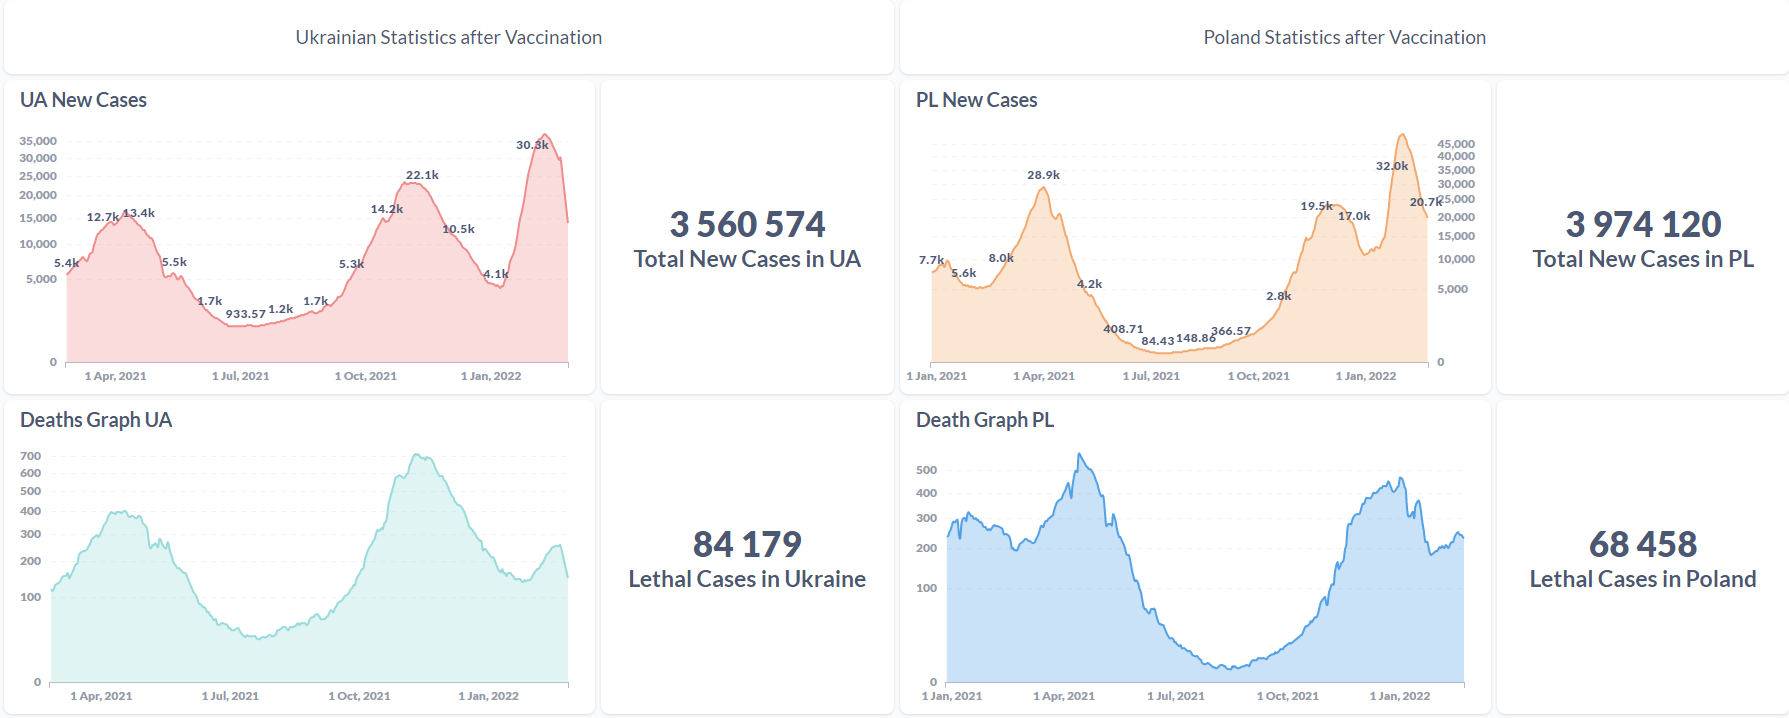 Ukrainian Statistics after Vaccination
Poland Statistics after Vaccination
UA New Cases
35,000
30,000
25,000
20,000
15,000
10,000
5,000
0
5.4k
12.7k
13.4k
5.5k
1.7k
933.57
1.2k
1.7k
5.3k
14.2k
22.1k
10.5k
4.1k
30.3k
1 Apr, 2021
1 Jul, 2021
1 Oct, 2021
1 Jan, 2022
3 560 574
Total New Cases in UA
PL New Cases
7.7k
5.6k
8.0k
28.9k
4.2k
408.71
84.43
148.86
366.57
2.8k
19.5k
17.0k
32.0k
20.7k
45,000
40,000
35,000
30,000
25,000
20,000
15,000
10,000
5,000
0
1 Jan, 2021
1 Apr, 2021
1 Jul, 2021
1 Oct, 2021
1 Jan, 2022
3 974 120
Total New Cases in PL
Deaths Graph UA
700
600
500
400
300
200
100
0
1 Apr, 2021
1 Jul, 2021
1 Oct, 2021
1 Jan, 2022
84 179
Lethal Cases in Ukraine
Death Graph PL
500
400
300
200
100
0
1 Jan, 2021
1 Apr, 2021
1 Jul, 2021
1 Oct, 2021
1 Jan, 2022
68 458
Lethal Cases in Poland